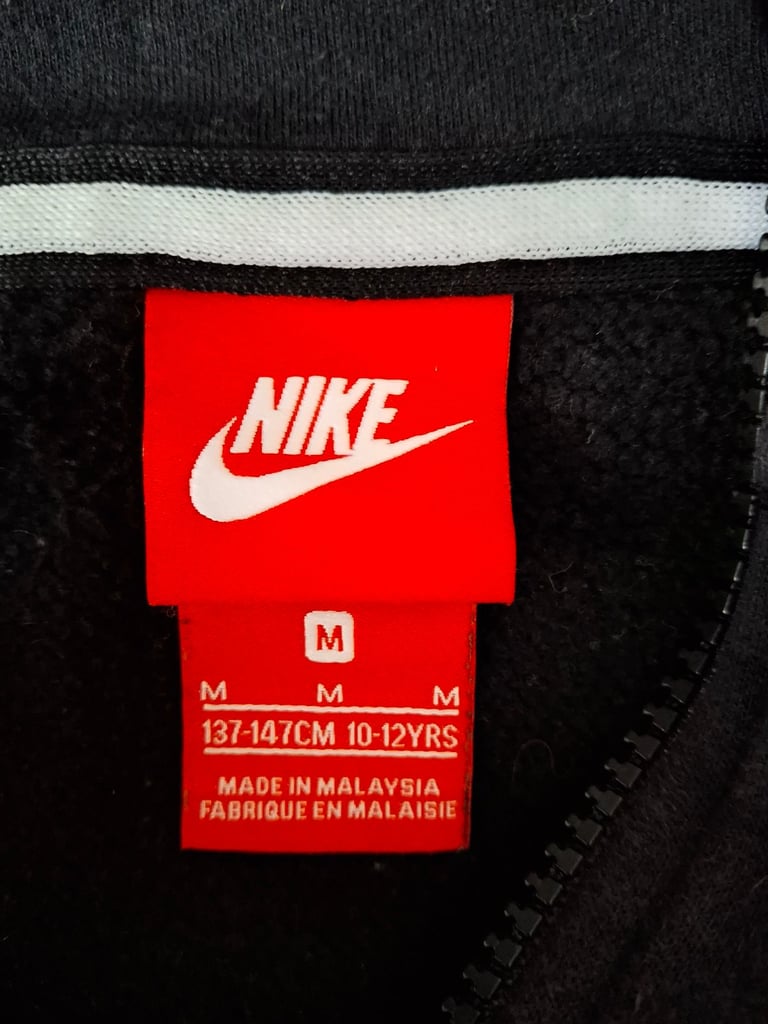 NIKE
M
M M M
137-147CM 10-12YRS
MADE IN MALAYSIA
FABRIQUE EN MALAISIE